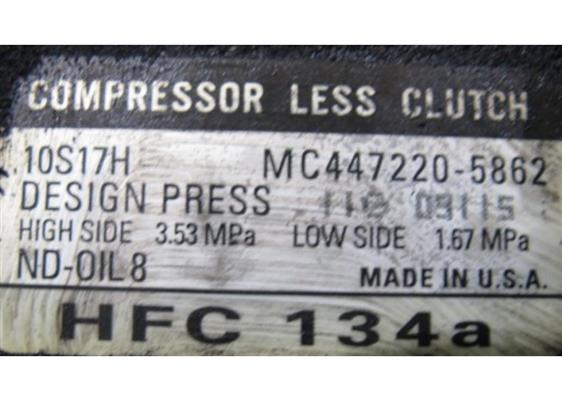 COMPRESSOR LESS CLUTCH
10S17H MC447220-5862
DESIGN PRESS
HIGH SIDE 3.53 MPa LOW SIDE 1.67 MPa
ND-OIL8 MADE IN U.S.A.
HFC 134a